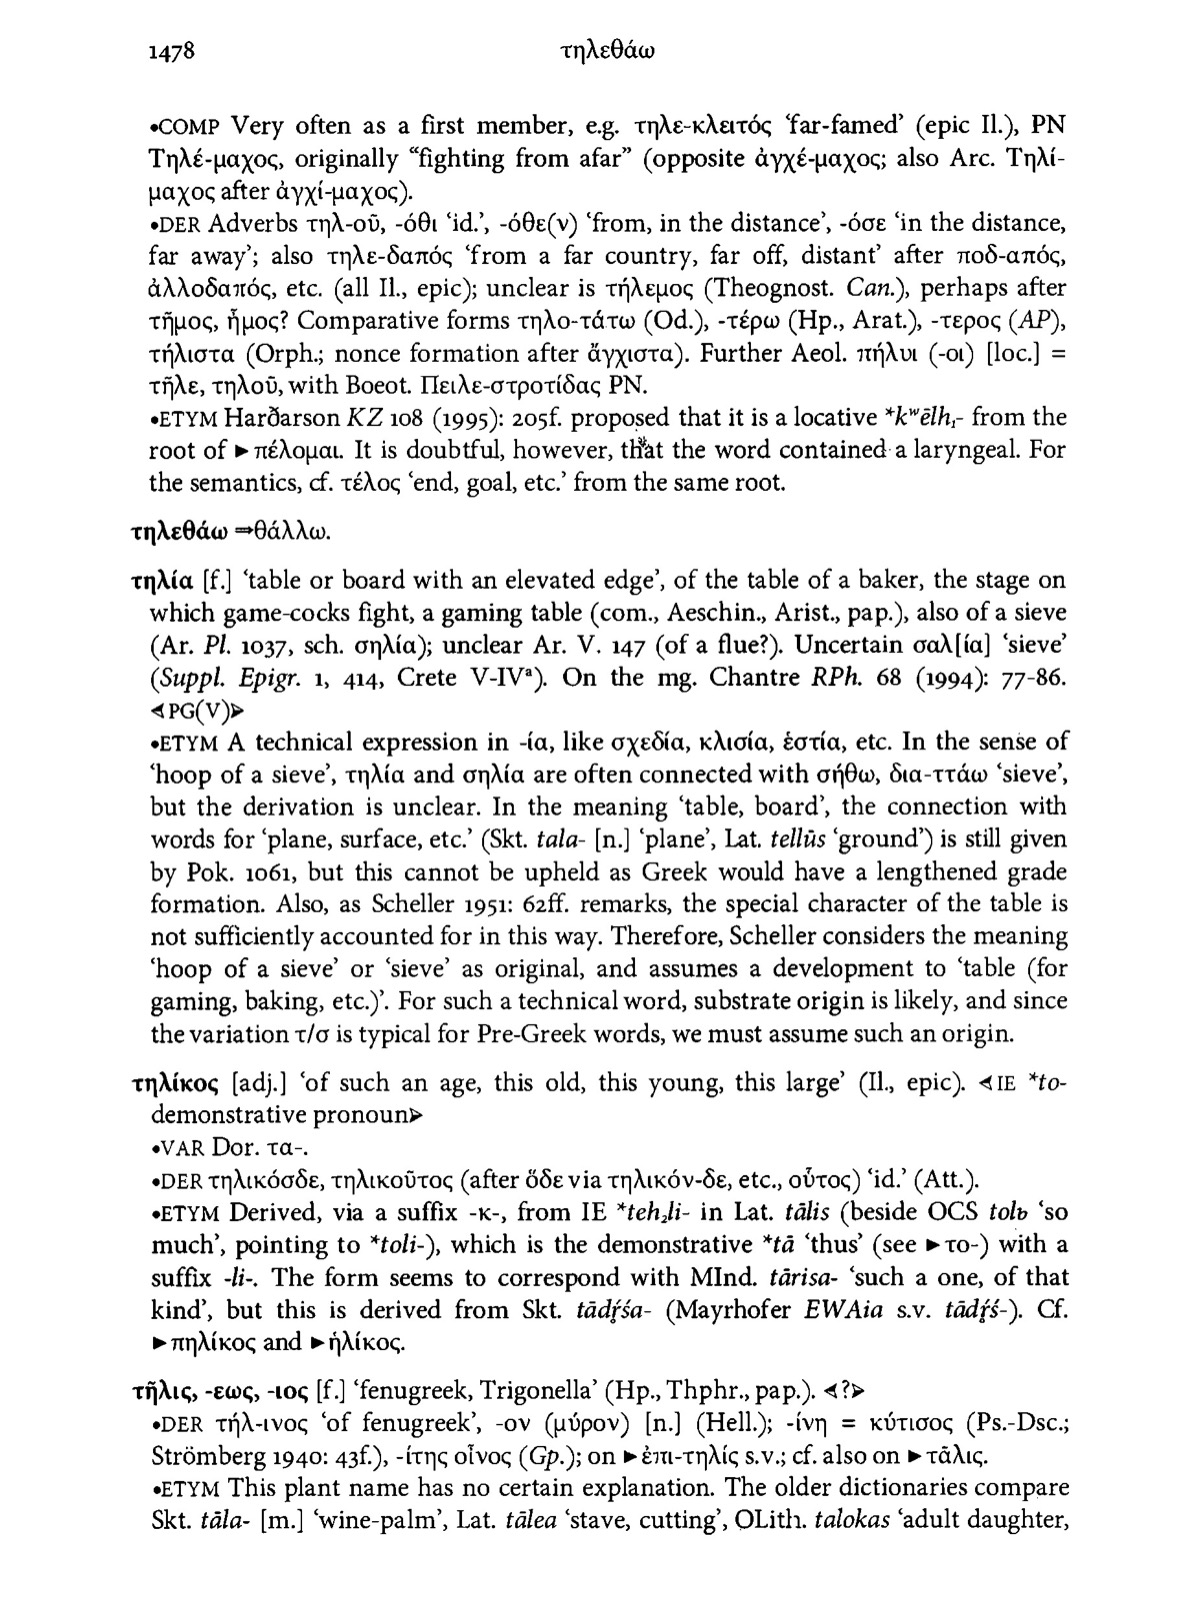 1478 τηλεθάω
•COMP Very often as a first member, e.g. τηλε-κλειτός ‘far-famed’ (epic Il.), PN
Τηλέ-μαχος, originally “fighting from afar” (opposite ἀγχέ-μαχος; also Arc. Τηλί-
μαχος after ἀγχί-μαχος).
•DER Adverbs τηλ-οῦ, -όθι ‘id.’, -όθε(ν) ‘from, in the distance’, -όσε ‘in the distance,
far away’; also τηλε-δαπός ‘from a far country, far off, distant’ after ποδ-απός,
ἀλλοδαπός, etc. (all Il., epic); unclear is τήλεμος (Theognost. Can.), perhaps after
τῆμος, ἦμος? Comparative forms τηλο-τάτω (Od.), -τέρω (Hp., Arat.), -τερος (AP),
τήλιστα (Orph.; nonce formation after ἄγχιστα). Further Aeol. πήλυι (-οι) [loc.] =
τῆλε, τηλοῦ, with Boeot. Πειλε-στροτίδας PN.
•ETYM Harðarson KZ 108 (1995): 205f. proposed that it is a locative *kʷēlh₁- from the
root of ►πέλομαι. It is doubtful, however, that the word contained a laryngeal. For
the semantics, cf. τέλος ‘end, goal, etc.’ from the same root.
τηλεθάω ⇒θάλλω.
τηλία [f.] ‘table or board with an elevated edge’, of the table of a baker, the stage on
which game-cocks fight, a gaming table (com., Aeschin., Arist., pap.), also of a sieve
(Ar. Pl. 1037, sch. σηλία); unclear Ar. V. 147 (of a flue?). Uncertain σαλ[ία] ‘sieve’
(Suppl. Epigr. 1, 414, Crete V-IVᵃ). On the mg. Chantre RPh. 68 (1994): 77-86.
⋖PG(V)⋗
•ETYM A technical expression in -ία, like σχεδία, κλισία, ἑστία, etc. In the sense of
‘hoop of a sieve’, τηλία and σηλία are often connected with σήθω, δια-ττάω ‘sieve’,
but the derivation is unclear. In the meaning ‘table, board’, the connection with
words for ‘plane, surface, etc.’ (Skt. tala- [n.] ‘plane’, Lat. tellūs ‘ground’) is still given
by Pok. 1061, but this cannot be upheld as Greek would have a lengthened grade
formation. Also, as Scheller 1951: 62ff. remarks, the special character of the table is
not sufficiently accounted for in this way. Therefore, Scheller considers the meaning
‘hoop of a sieve’ or ‘sieve’ as original, and assumes a development to ‘table (for
gaming, baking, etc.)’. For such a technical word, substrate origin is likely, and since
the variation τ/σ is typical for Pre-Greek words, we must assume such an origin.
τηλίκος [adj.] ‘of such an age, this old, this young, this large’ (Il., epic). ⋖IE *to-
demonstrative pronoun⋗
•VAR Dor. τα-.
•DER τηλικόσδε, τηλικοῦτος (after ὅδε via τηλικόν-δε, etc., οὗτος) ‘id.’ (Att.).
•ETYM Derived, via a suffix -κ-, from IE *teh₂li- in Lat. tālis (beside OCS tolь ‘so
much’, pointing to *toli-), which is the demonstrative *tā ‘thus’ (see ►το-) with a
suffix -li-. The form seems to correspond with MInd. tārisa- ‘such a one, of that
kind’, but this is derived from Skt. tādŕ̥śa- (Mayrhofer EWAia s.v. tādŕ̥ś-). Cf.
►πηλίκος and ►ἡλίκος.
τῆλις, -εως, -ιος [f.] ‘fenugreek, Trigonella’ (Hp., Thphr., pap.). ⋖?⋗
•DER τήλ-ινος ‘of fenugreek’, -ον (μύρον) [n.] (Hell.); -ίνη = κύτισος (Ps.-Dsc.;
Strömberg 1940: 43f.), -ίτης οἶνος (Gp.); on ►ἐπι-τηλίς s.v.; cf. also on ►τᾶλις.
•ETYM This plant name has no certain explanation. The older dictionaries compare
Skt. tāla- [m.] ‘wine-palm’, Lat. tālea ‘stave, cutting’, OLith. talokas ‘adult daughter,